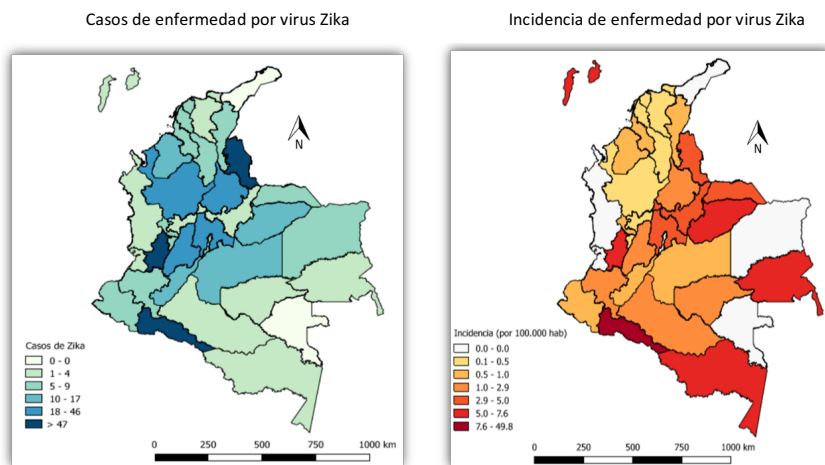 Casos de enfermedad por virus Zika
Incidencia de enfermedad por virus Zika
N
N
Casos de Zika
0 - 0
1 - 4
5 - 9
10 - 17
18 - 46
> 47
0 250 500 750 1000 km
Incidencia (por 100.000 hab)
0.0 - 0.0
0.1 - 0.5
0.5 - 1.0
1.0 - 2.9
2.9 - 5.0
5.0 - 7.6
7.6 - 49.8
0 250 500 750 1000 km